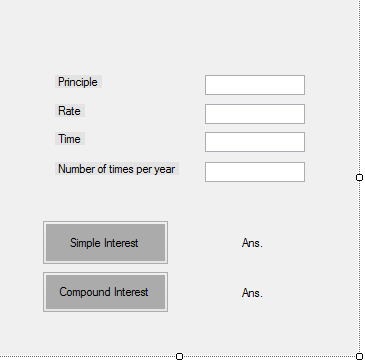 Principle
Rate
Time
Number of times per year
Simple Interest Ans.
Compound Interest Ans.